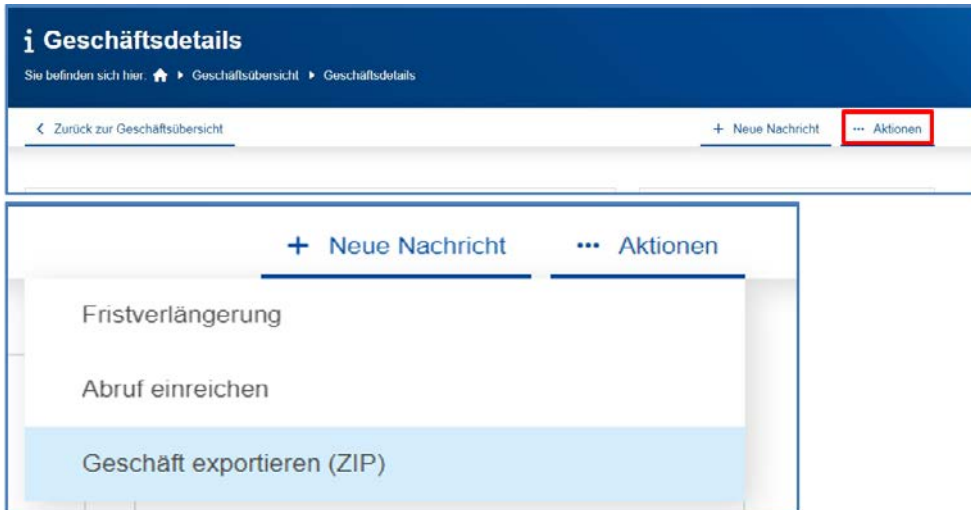 i Geschäftsdetails
Sie befinden sich hier: ▸ Geschäftsübersicht ▸ Geschäftsdetails
< Zurück zur Geschäftsübersicht + Neue Nachricht ··· Aktionen
+ Neue Nachricht ··· Aktionen
Fristverlängerung
Abruf einreichen
Geschäft exportieren (ZIP)